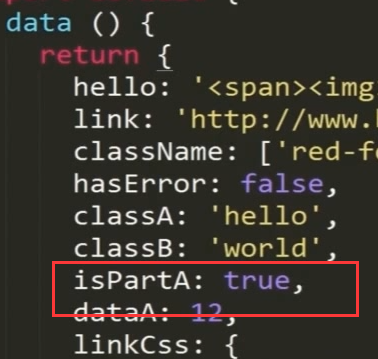 data () {
return {
hello: '<span><img
link: 'http://www.
className: ['red-
hasError: false,
classA: 'hello',
classB: 'world',
isPartA: true,
dataA: 12,
linkCss: {